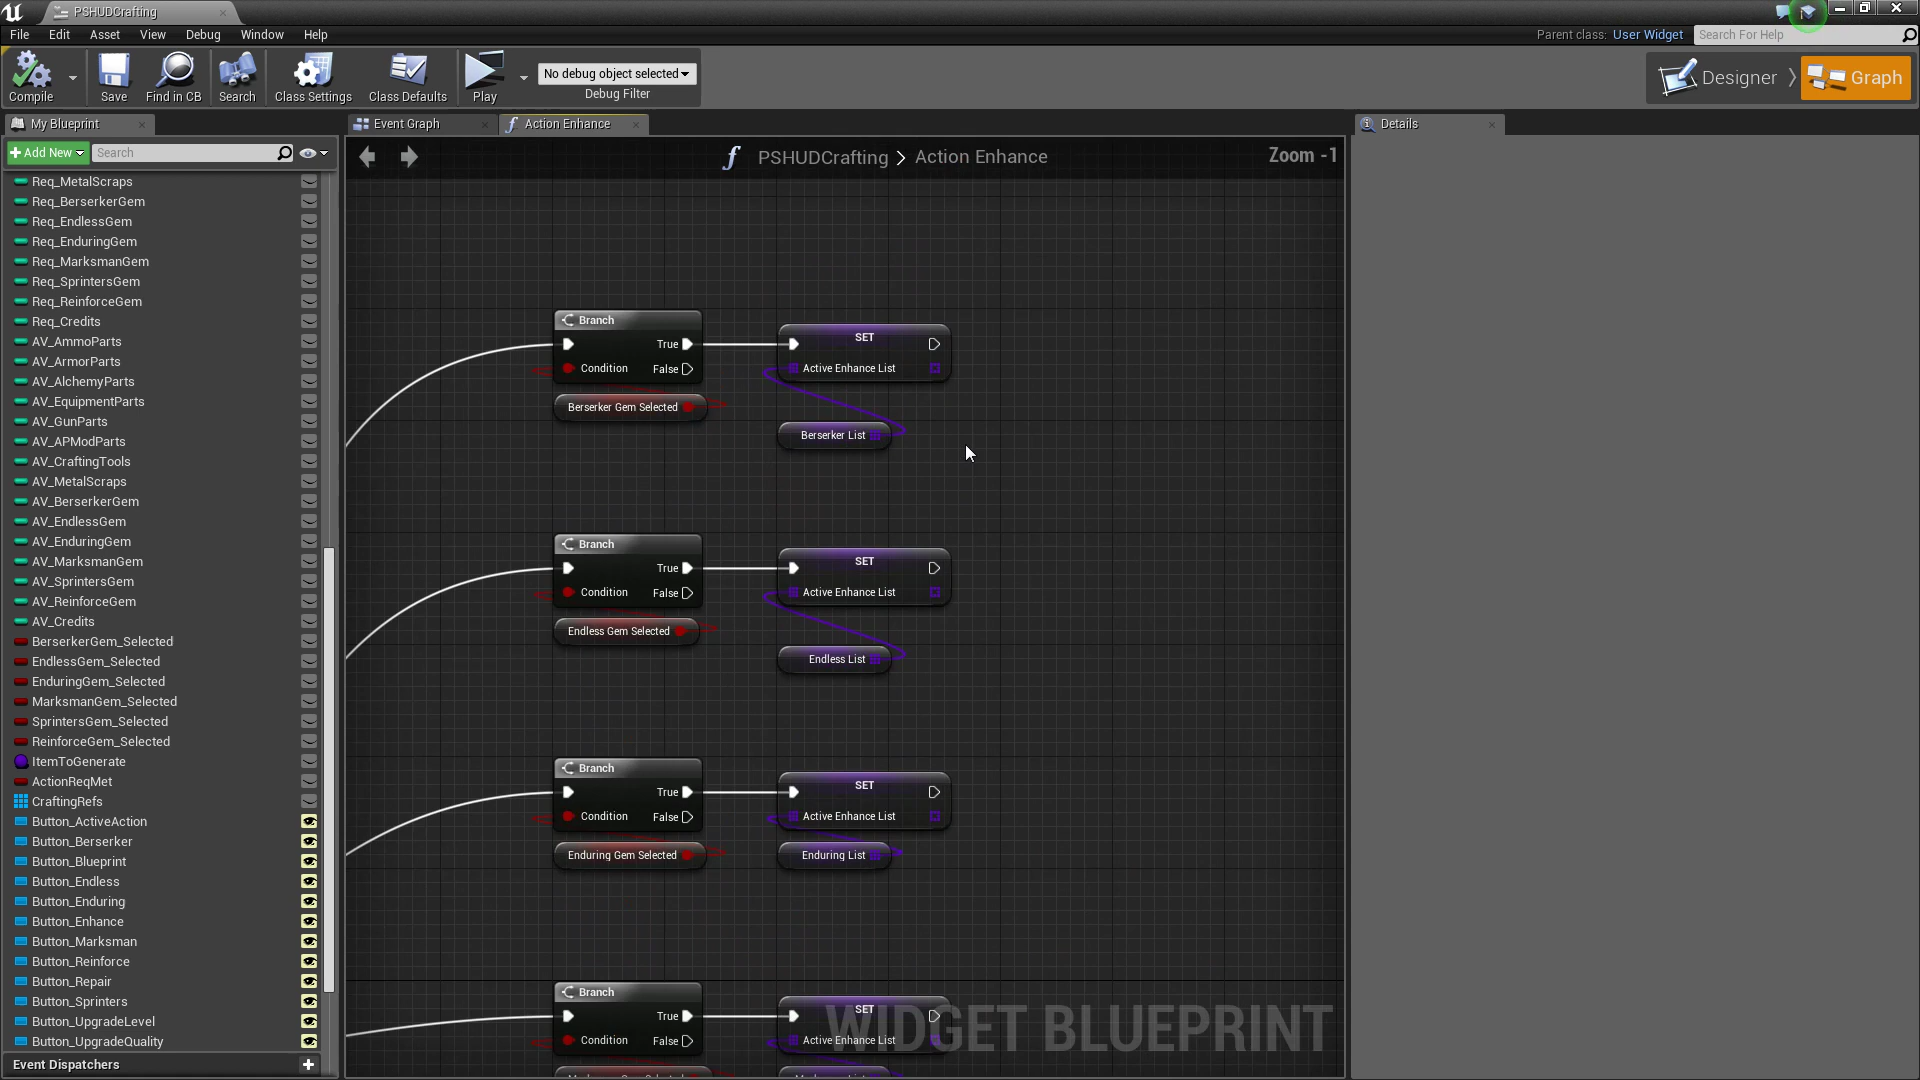 PSHUDCrafting
File Edit Asset View Debug Window Help
Parent class: User Widget
Search For Help
Compile
Save
Find in CB
Search
Class Settings
Class Defaults
Play
No debug object selected
Debug Filter
Designer
Graph
My Blueprint
Event Graph
Action Enhance
Details
Add New
Search
PSHUDCrafting > Action Enhance
Zoom -1
Req_MetalScraps
Req_BerserkerGem
Req_EndlessGem
Req_EnduringGem
Req_MarksmanGem
Req_SprintersGem
Req_ReinforceGem
Req_Credits
AV_AmmoParts
AV_ArmorParts
AV_AlchemyParts
AV_EquipmentParts
AV_GunParts
AV_APModParts
AV_CraftingTools
AV_MetalScraps
AV_BerserkerGem
AV_EndlessGem
AV_EnduringGem
AV_MarksmanGem
AV_SprintersGem
AV_ReinforceGem
AV_Credits
BerserkerGem_Selected
EndlessGem_Selected
EnduringGem_Selected
MarksmanGem_Selected
SprintersGem_Selected
ReinforceGem_Selected
ItemToGenerate
ActionReqMet
CraftingRefs
Button_ActiveAction
Button_Berserker
Button_Blueprint
Button_Endless
Button_Enduring
Button_Enhance
Button_Marksman
Button_Reinforce
Button_Repair
Button_Sprinters
Button_UpgradeLevel
Button_UpgradeQuality
Event Dispatchers
Branch
True
Condition
False
Berserker Gem Selected
SET
Active Enhance List
Berserker List
Branch
True
Condition
False
Endless Gem Selected
SET
Active Enhance List
Endless List
Branch
True
Condition
False
Enduring Gem Selected
SET
Active Enhance List
Enduring List
Branch
True
Condition
False
SET
Active Enhance List
WIDGET BLUEPRINT